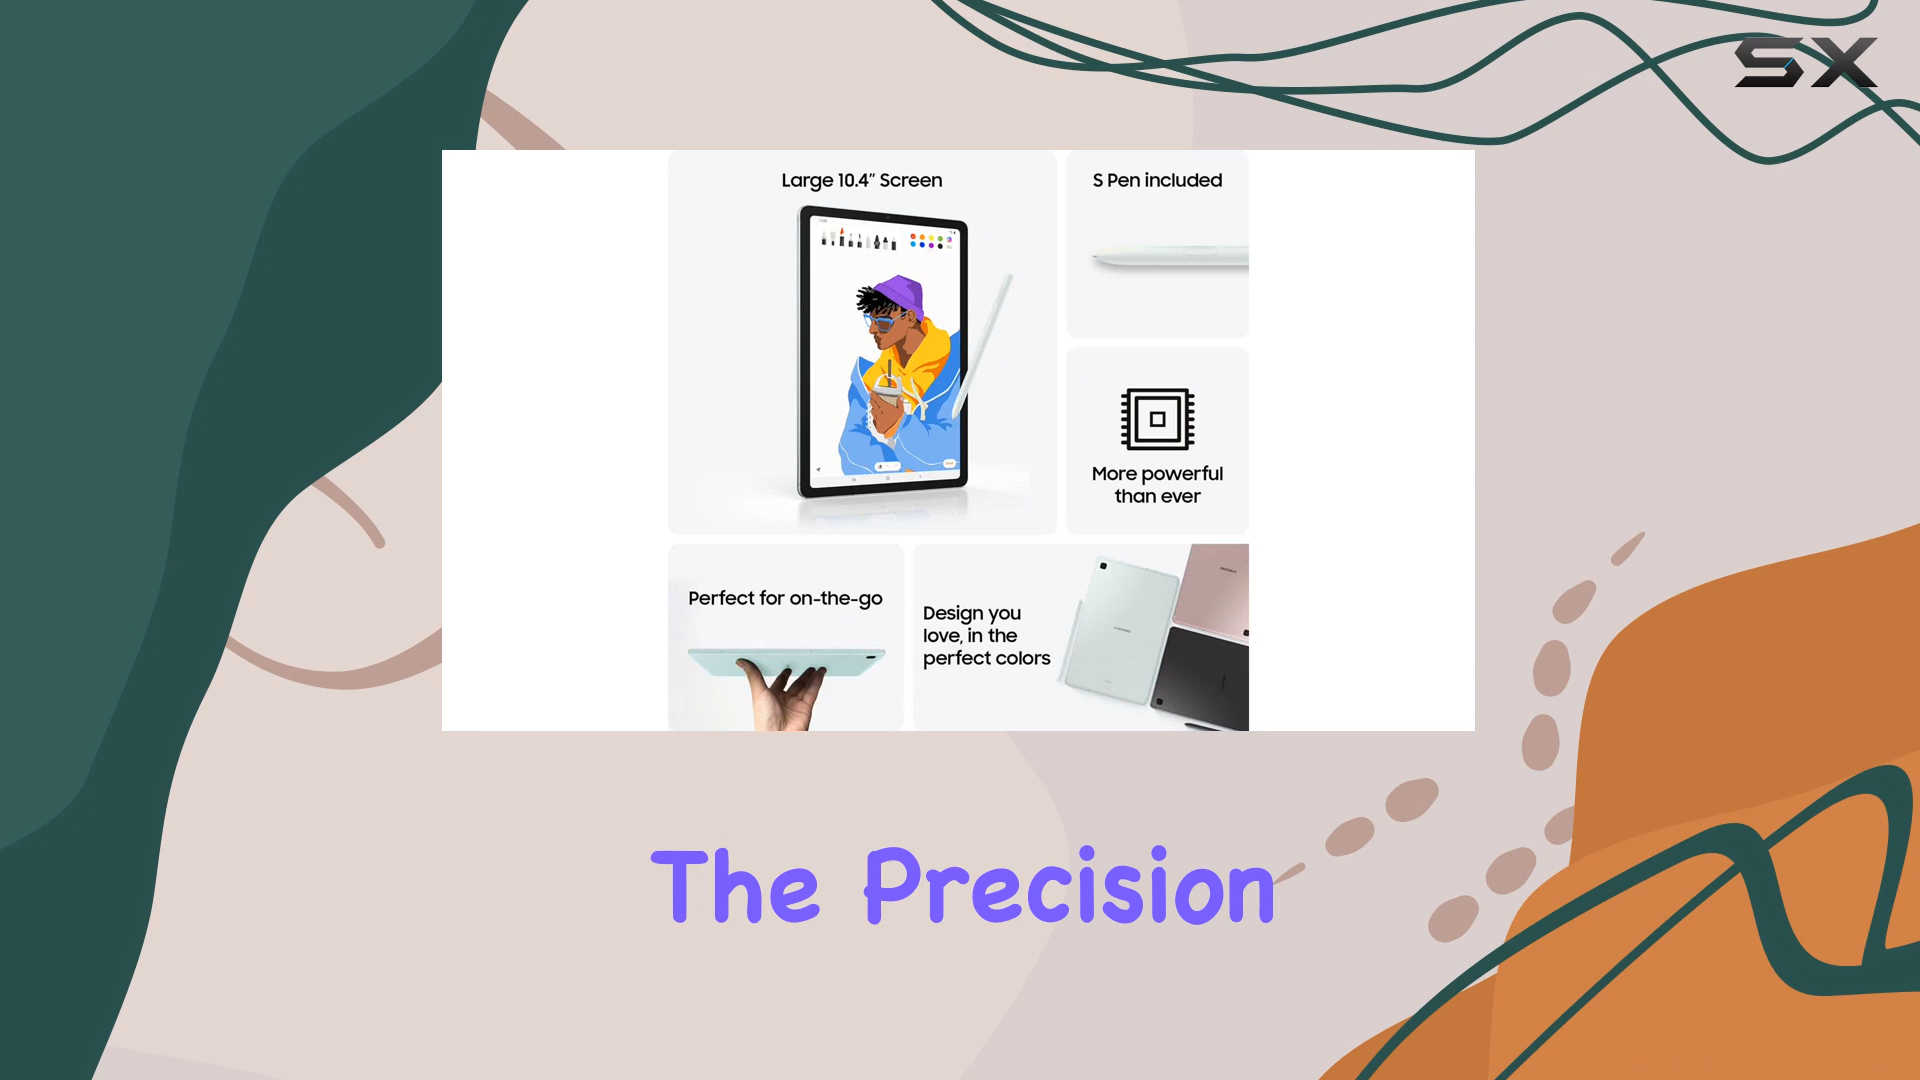 SX
Large 10.4" Screen
S Pen included
More powerful
than ever
Perfect for on-the-go
Design you
love, in the
perfect colors
SAMSUNG
The Precision